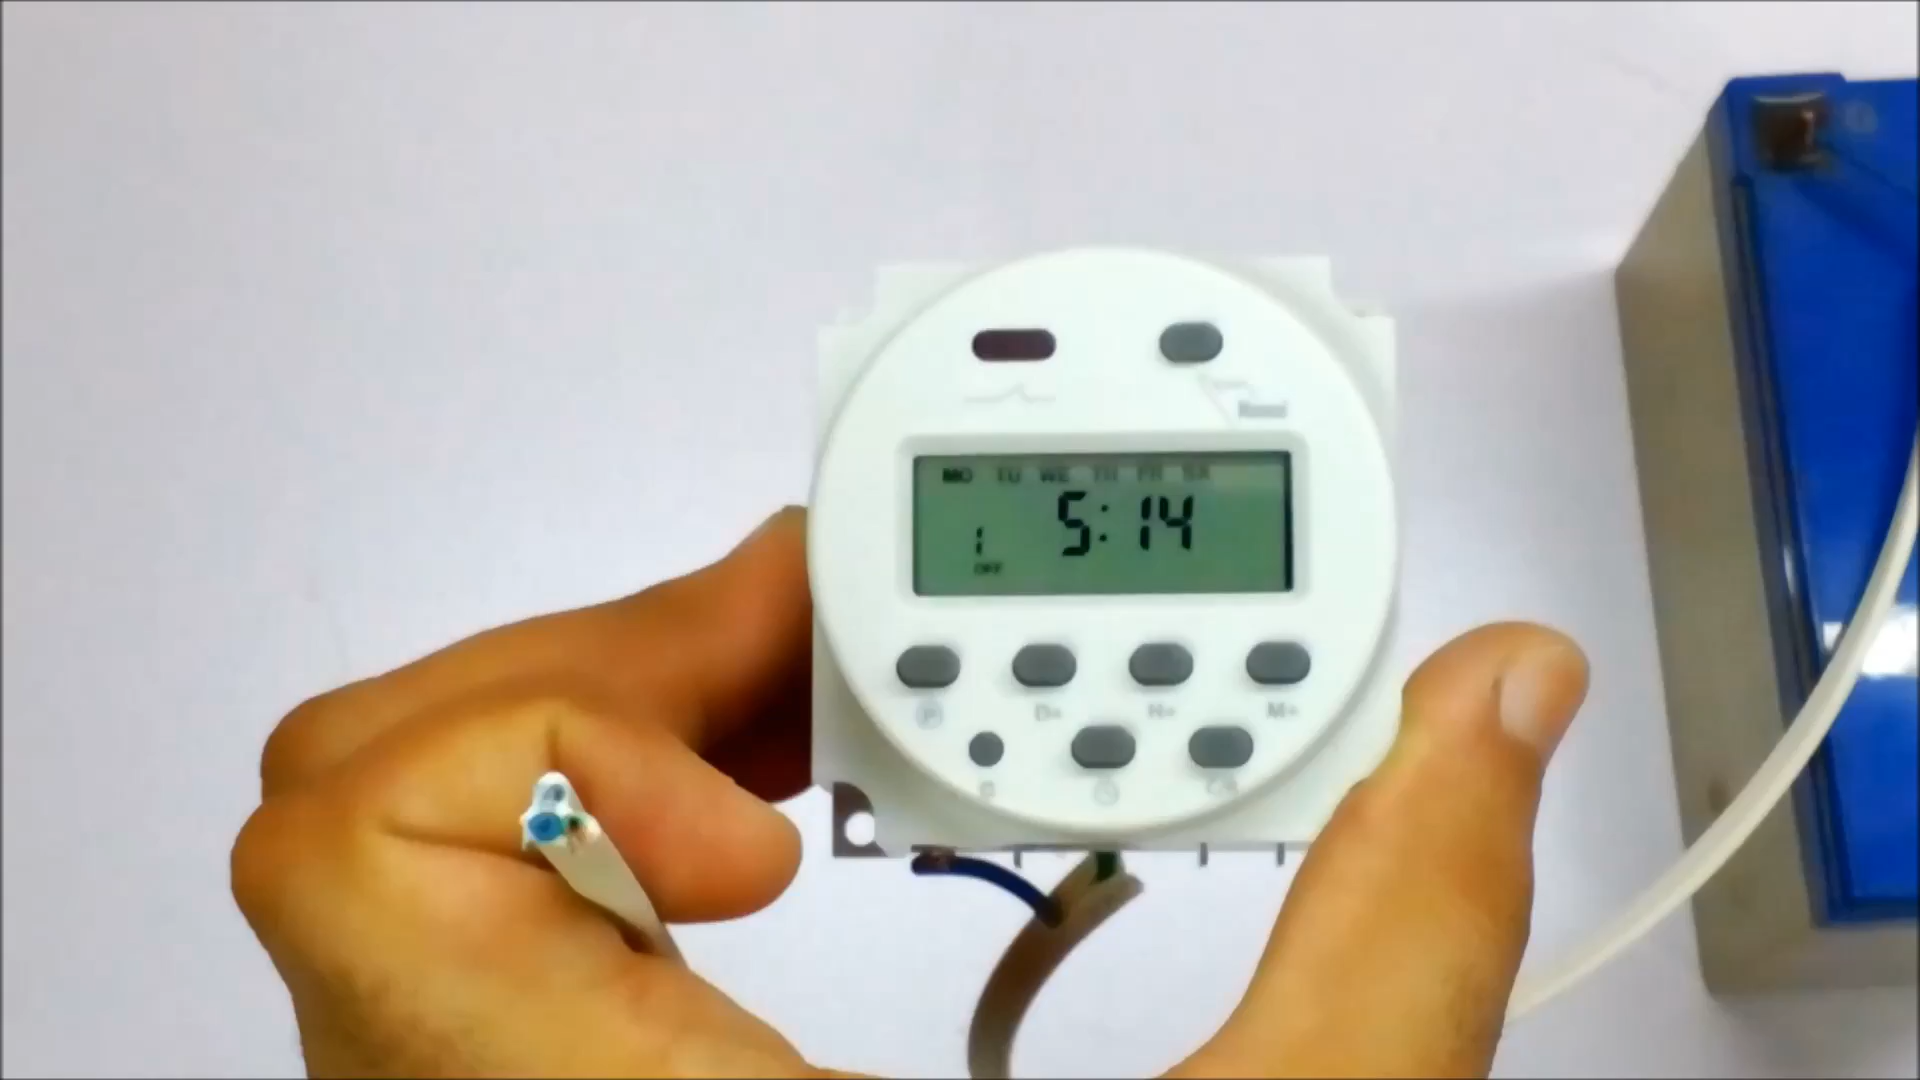 Reset
MO TU WE TH FR SA
5:14
1
OFF
P D+ H+ M+